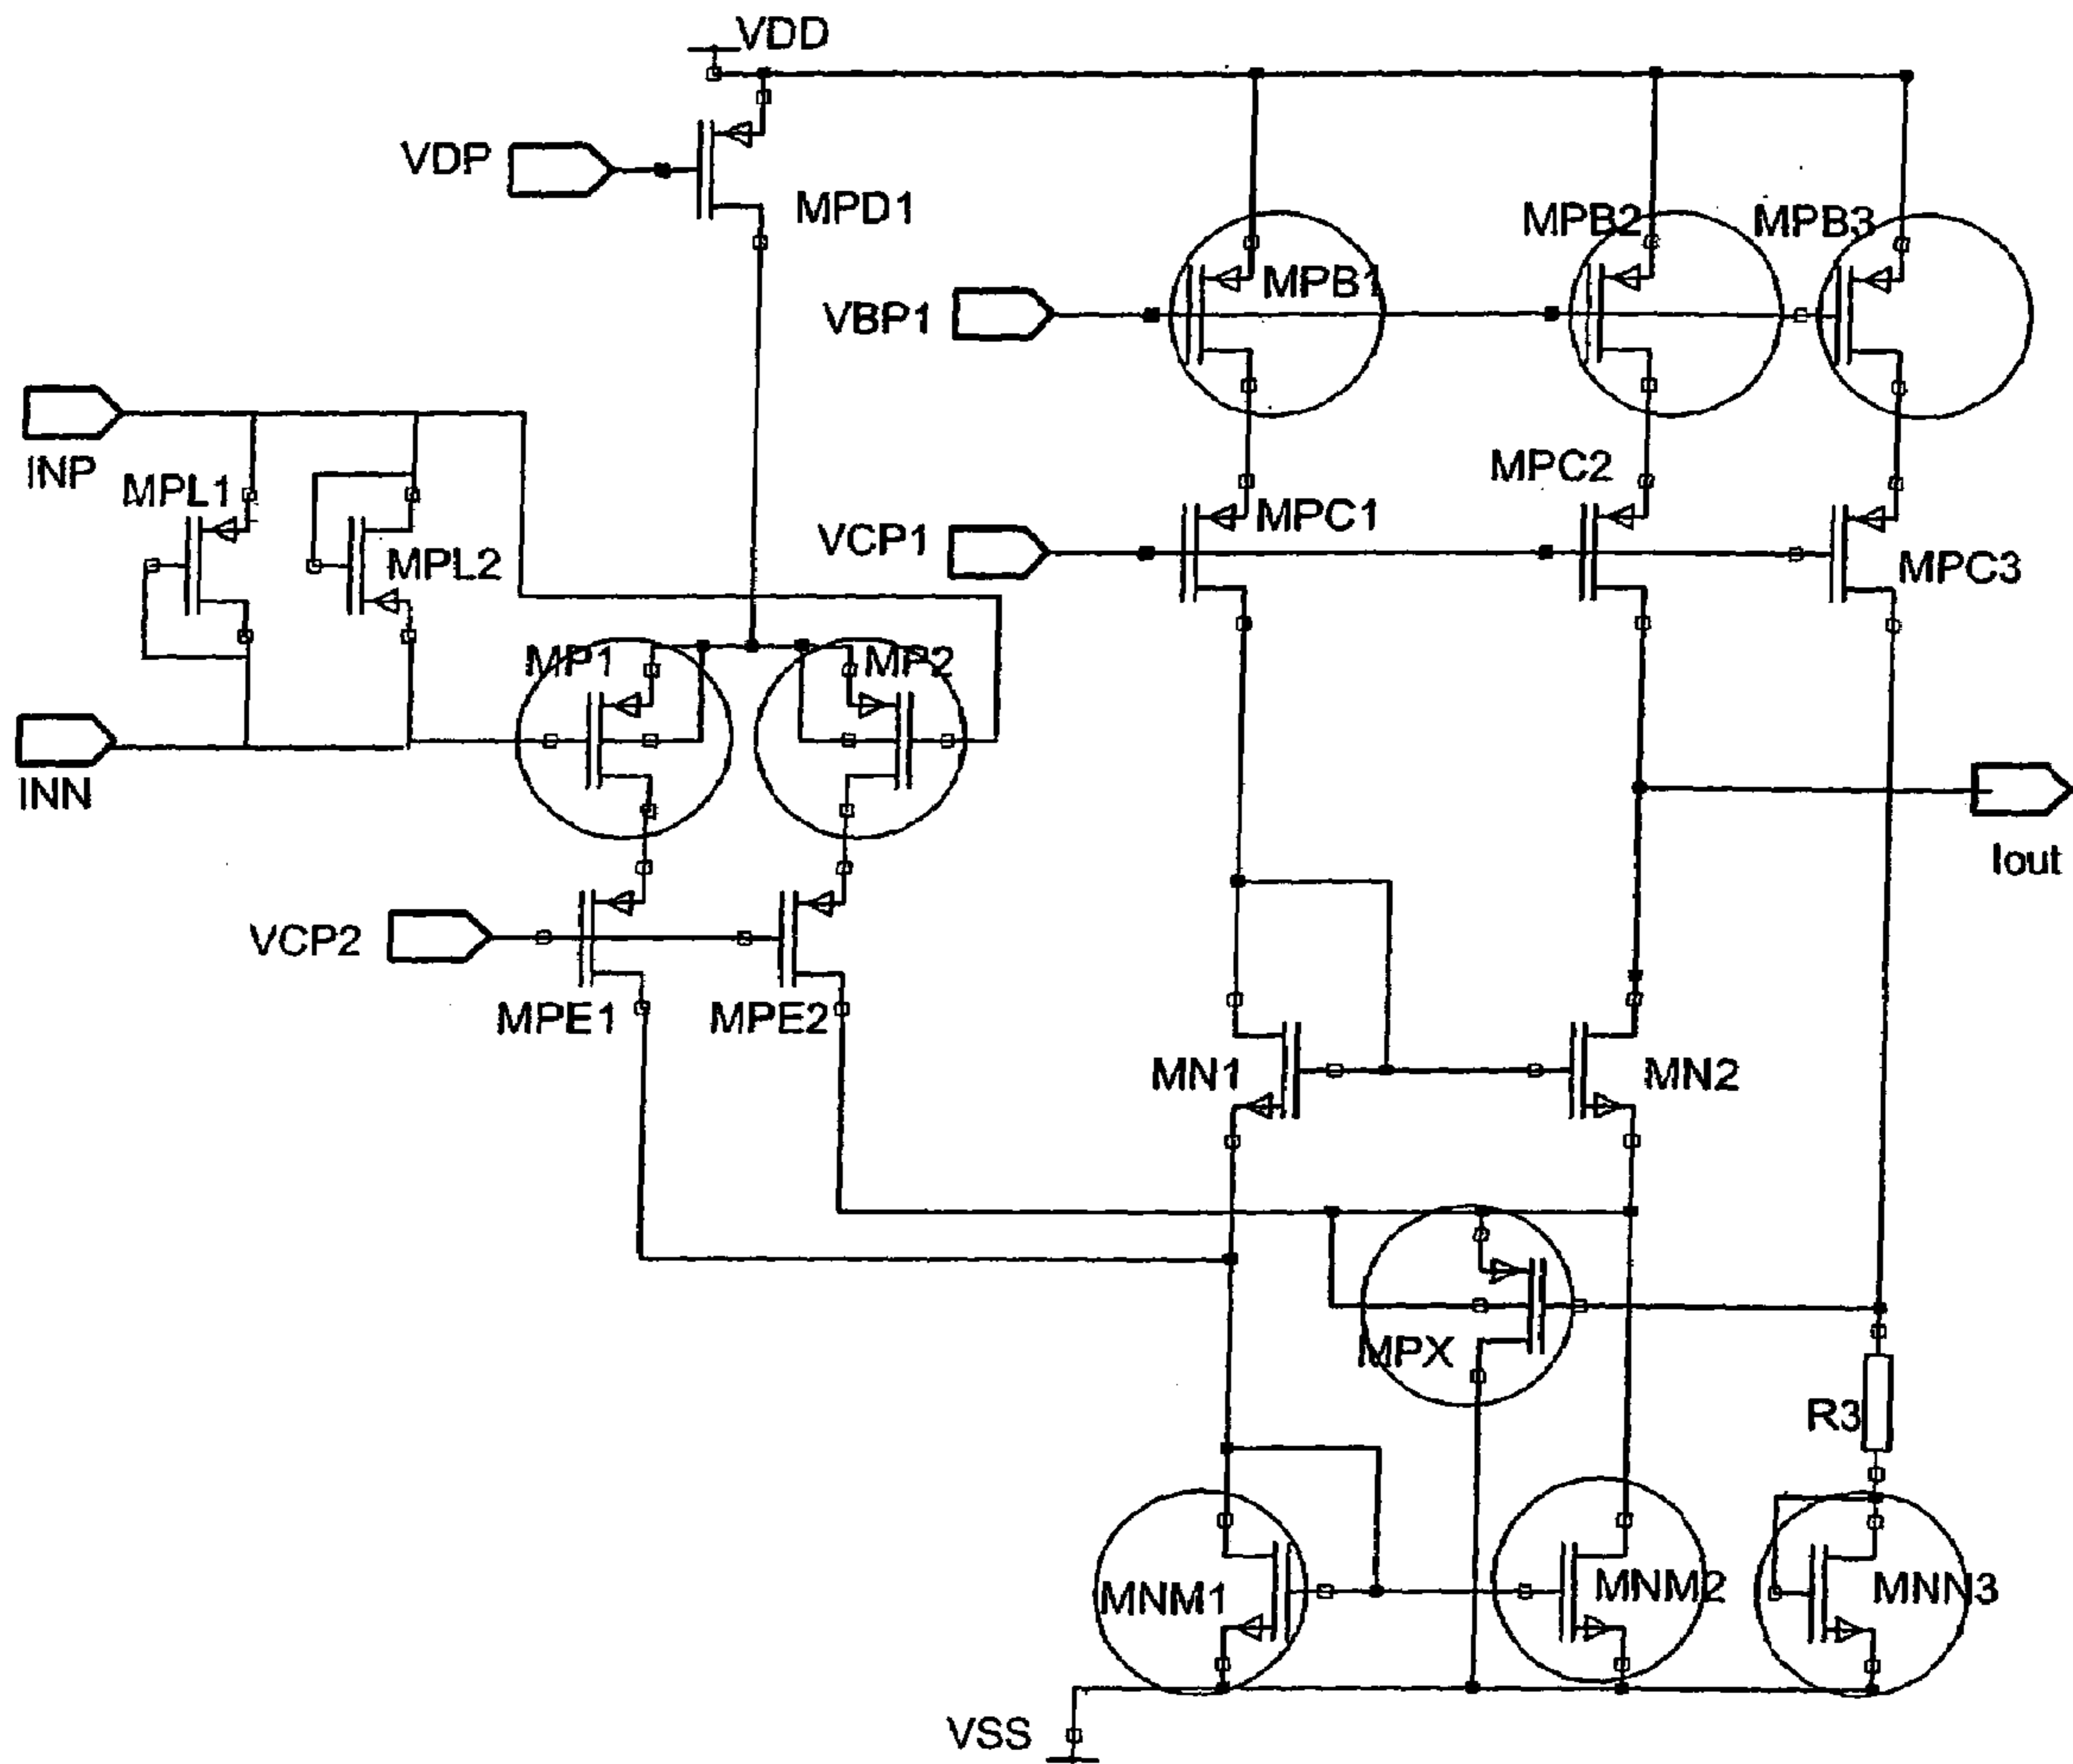 VDD
VDP
MPD1
MPB1
MPB2
MPB3
VBP1
INP
MPL1
MPL2
MPC1
MPC2
MPC3
VCP1
MP1
MP2
INN
Iout
VCP2
MPE1
MPE2
MN1
MN2
MPX
R3
MNM1
MNM2
MNN3
VSS